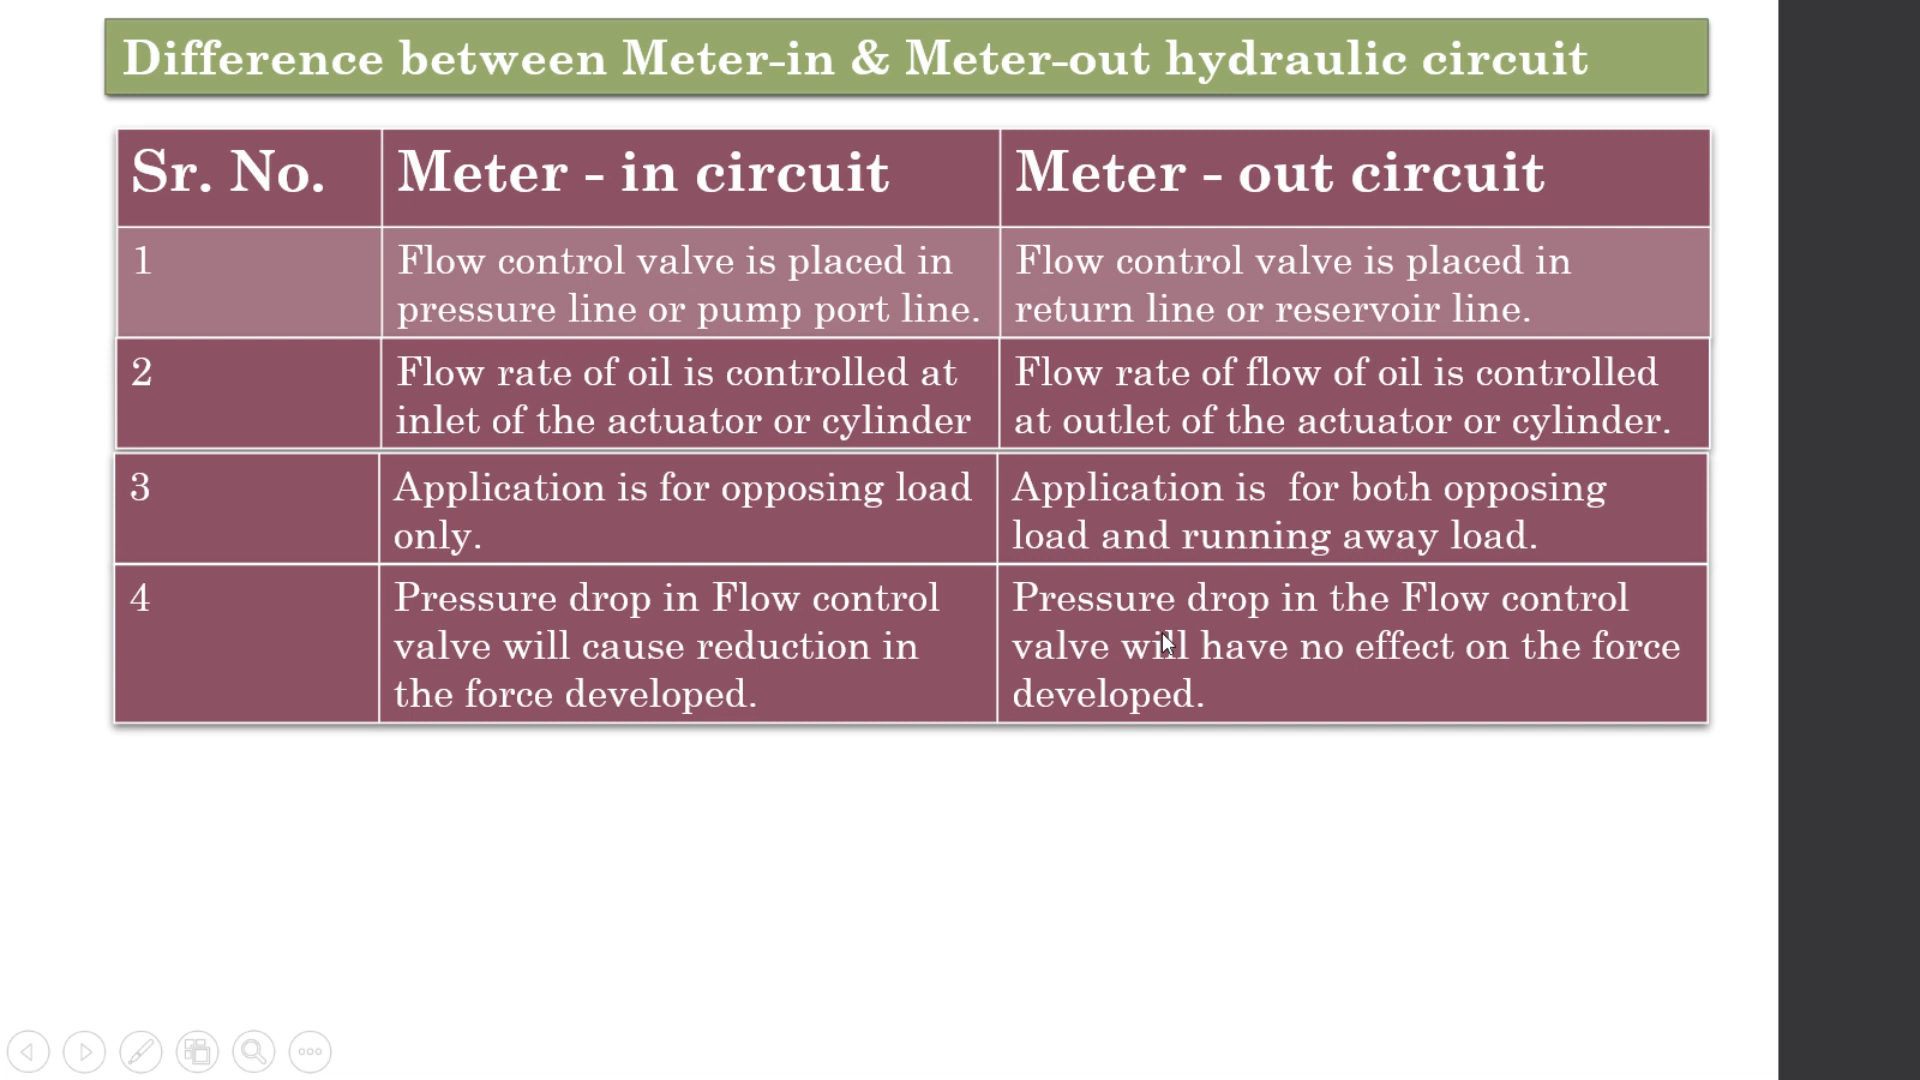 Difference between Meter-in & Meter-out hydraulic circuit
Sr. No.
Meter - in circuit
Meter - out circuit
1
Flow control valve is placed in
pressure line or pump port line.
Flow control valve is placed in
return line or reservoir line.
2
Flow rate of oil is controlled at
inlet of the actuator or cylinder
Flow rate of flow of oil is controlled
at outlet of the actuator or cylinder.
3
Application is for opposing load
only.
Application is  for both opposing
load and running away load.
4
Pressure drop in Flow control
valve will cause reduction in
the force developed.
Pressure drop in the Flow control
valve will have no effect on the force
developed.